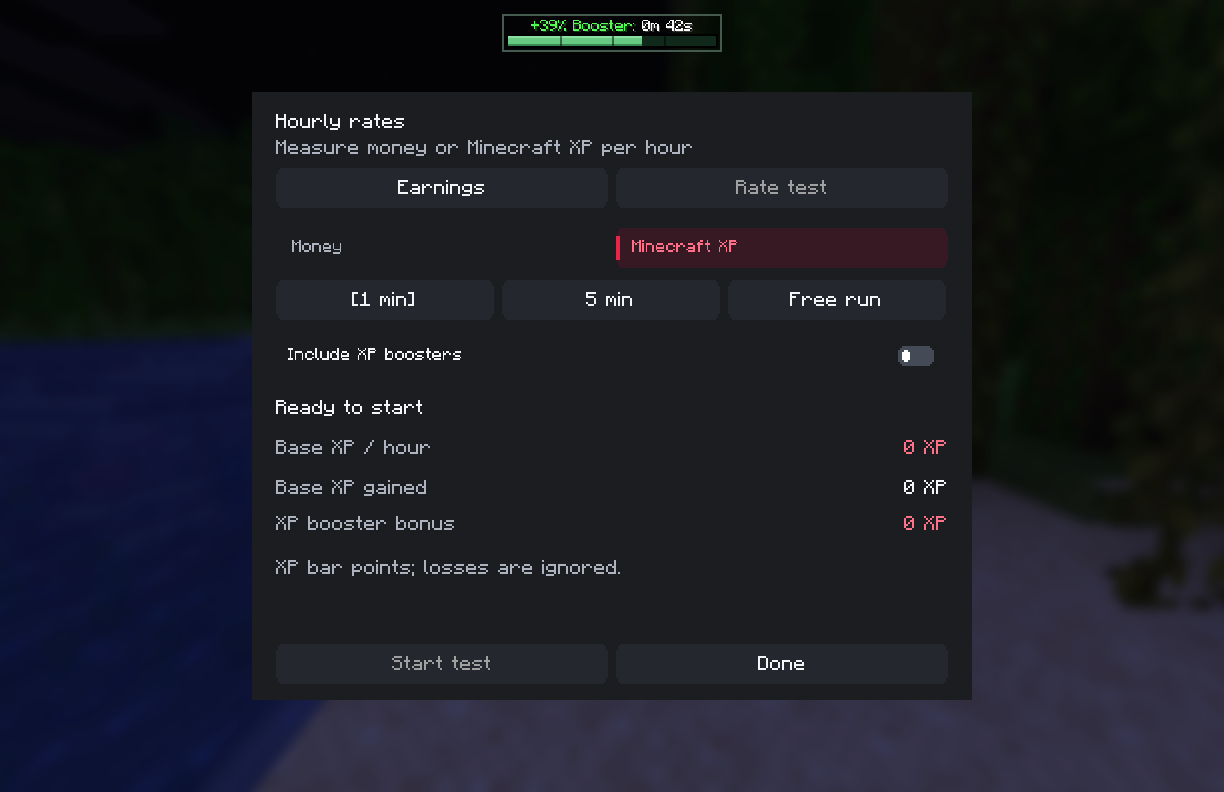 +39% Booster: 0m 42s
Hourly rates
Measure money or Minecraft XP per hour
Earnings
Rate test
Money
Minecraft XP
[1 min]
5 min
Free run
Include XP boosters
Ready to start
Base XP / hour
0 XP
Base XP gained
0 XP
XP booster bonus
0 XP
XP bar points; losses are ignored.
Start test
Done